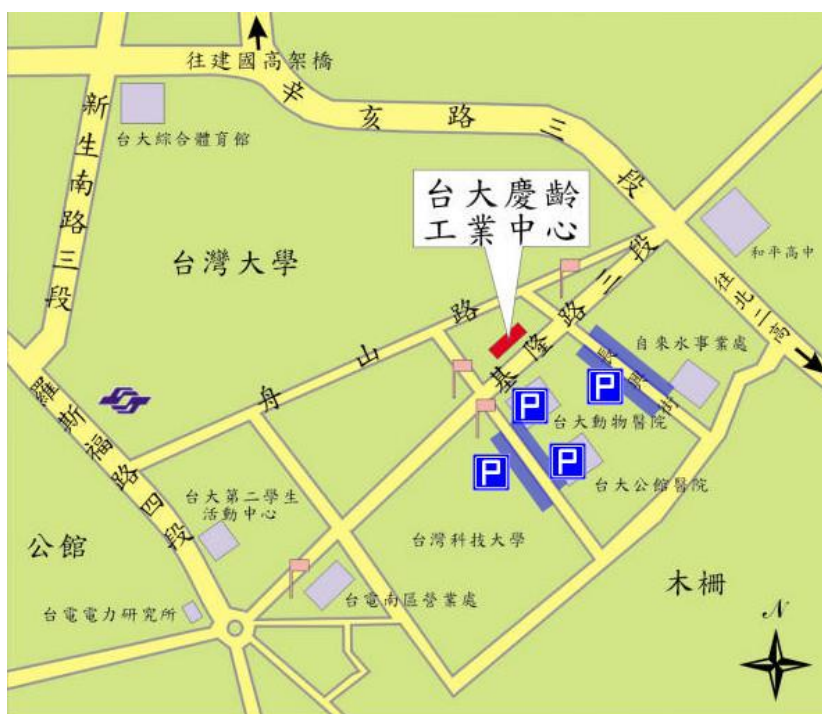 往建國高架橋
辛亥路三段
新生南路三段
台大綜合體育館
台大慶齡
工業中心
和平高中
台灣大學
往北二高
基隆路三段
舟山路
自來水事業處
長興街
P
P
台大動物醫院
P
P
台大公館醫院
羅斯福路四段
台大第二學生
活動中心
台灣科技大學
公館
木柵
台電南區營業處
台電電力研究所
N